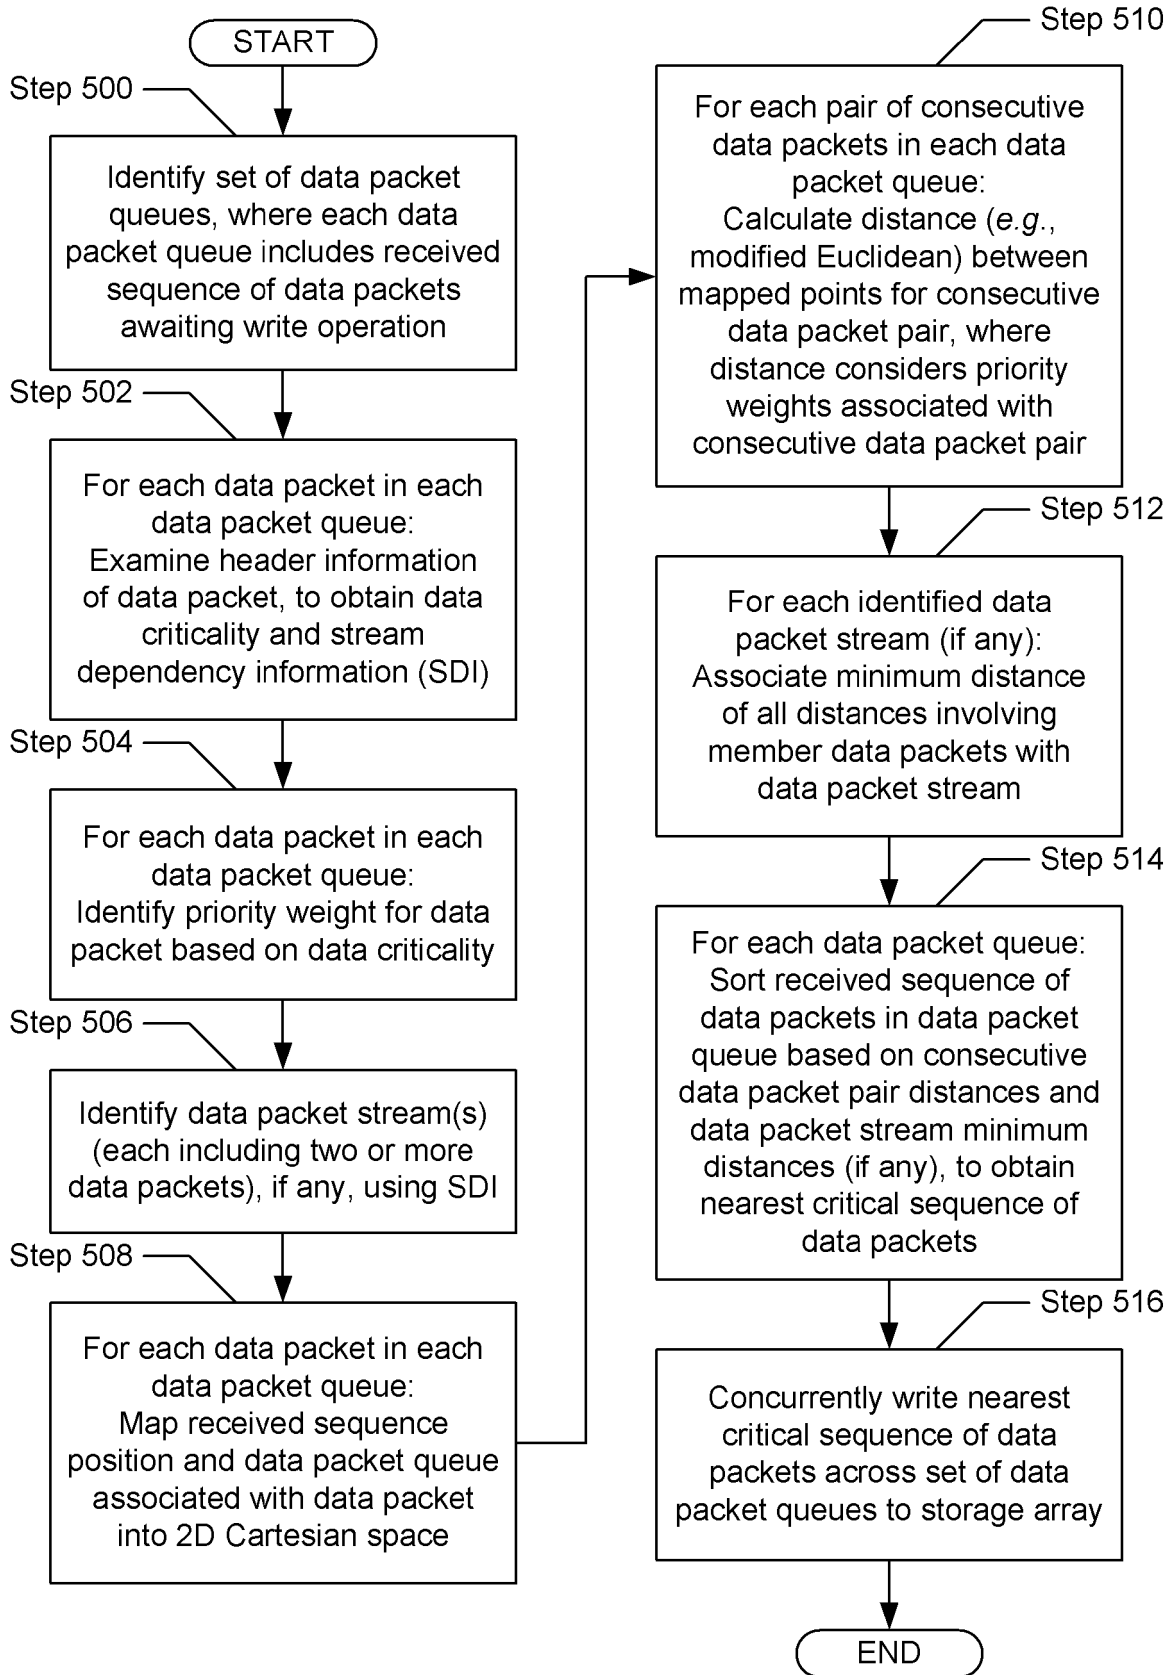 START
Step 500
Identify set of data packet
queues, where each data
packet queue includes received
sequence of data packets
awaiting write operation
Step 502
For each data packet in each
data packet queue:
Examine header information
of data packet, to obtain data
criticality and stream
dependency information (SDI)
Step 504
For each data packet in each
data packet queue:
Identify priority weight for data
packet based on data criticality
Step 506
Identify data packet stream(s)
(each including two or more
data packets), if any, using SDI
Step 508
For each data packet in each
data packet queue:
Map received sequence
position and data packet queue
associated with data packet
into 2D Cartesian space
Step 510
For each pair of consecutive
data packets in each data
packet queue:
Calculate distance (e.g.,
modified Euclidean) between
mapped points for consecutive
data packet pair, where
distance considers priority
weights associated with
consecutive data packet pair
Step 512
For each identified data
packet stream (if any):
Associate minimum distance
of all distances involving
member data packets with
data packet stream
Step 514
For each data packet queue:
Sort received sequence of
data packets in data packet
queue based on consecutive
data packet pair distances and
data packet stream minimum
distances (if any), to obtain
nearest critical sequence of
data packets
Step 516
Concurrently write nearest
critical sequence of data
packets across set of data
packet queues to storage array
END